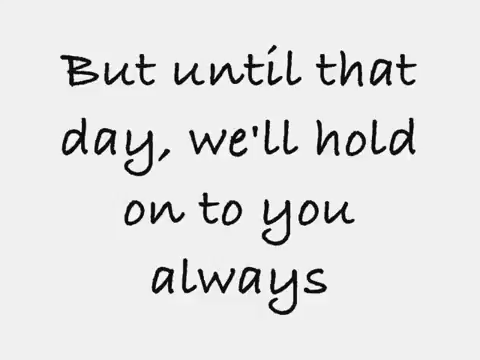 But until that
day, we'll hold
on to you
always